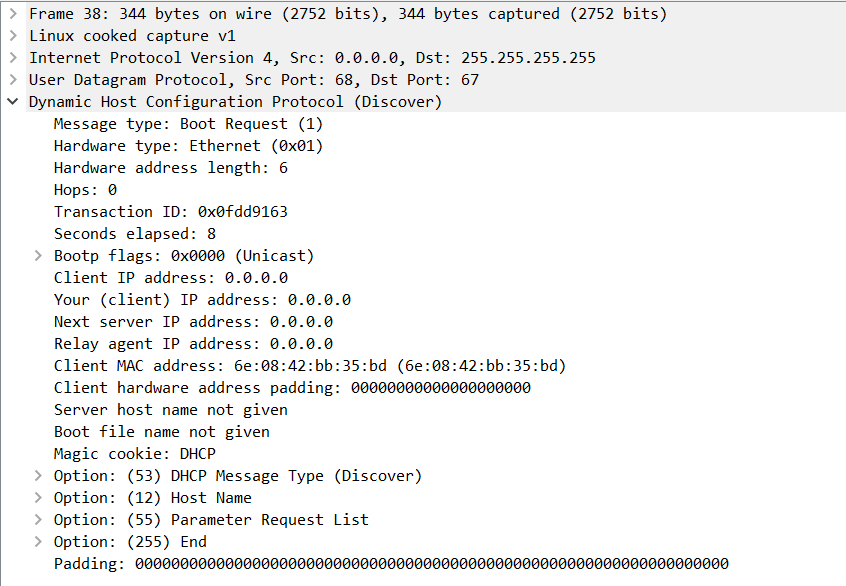 Frame 38: 344 bytes on wire (2752 bits), 344 bytes captured (2752 bits)
Linux cooked capture v1
Internet Protocol Version 4, Src: 0.0.0.0, Dst: 255.255.255.255
User Datagram Protocol, Src Port: 68, Dst Port: 67
Dynamic Host Configuration Protocol (Discover)
Message type: Boot Request (1)
Hardware type: Ethernet (0x01)
Hardware address length: 6
Hops: 0
Transaction ID: 0x0fdd9163
Seconds elapsed: 8
Bootp flags: 0x0000 (Unicast)
Client IP address: 0.0.0.0
Your (client) IP address: 0.0.0.0
Next server IP address: 0.0.0.0
Relay agent IP address: 0.0.0.0
Client MAC address: 6e:08:42:bb:35:bd (6e:08:42:bb:35:bd)
Client hardware address padding: 00000000000000000000
Server host name not given
Boot file name not given
Magic cookie: DHCP
Option: (53) DHCP Message Type (Discover)
Option: (12) Host Name
Option: (55) Parameter Request List
Option: (255) End
Padding: 000000000000000000000000000000000000000000000000000000000000000000